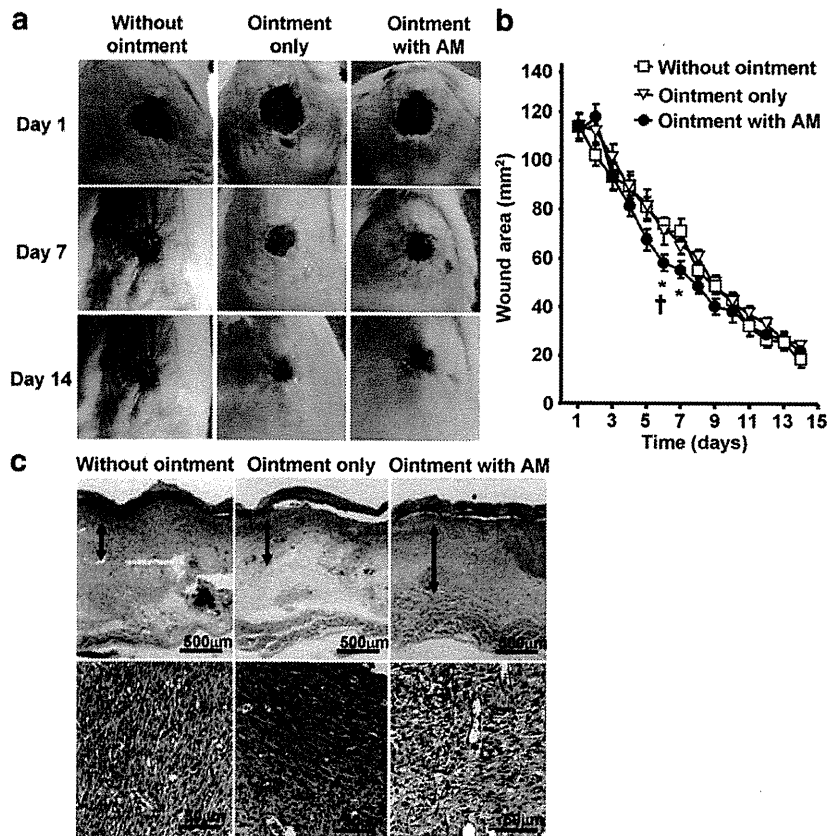 a
Without ointment
Ointment only
Ointment with AM
Day 1
Day 7
Day 14
b
Without ointment
Ointment only
Ointment with AM
Wound area (mm²)
140
120
100
80
60
40
20
0
*
*
†
1 3 5 7 9 11 13 15
Time (days)
c
Without ointment
Ointment only
Ointment with AM
500μm
500μm
500μm